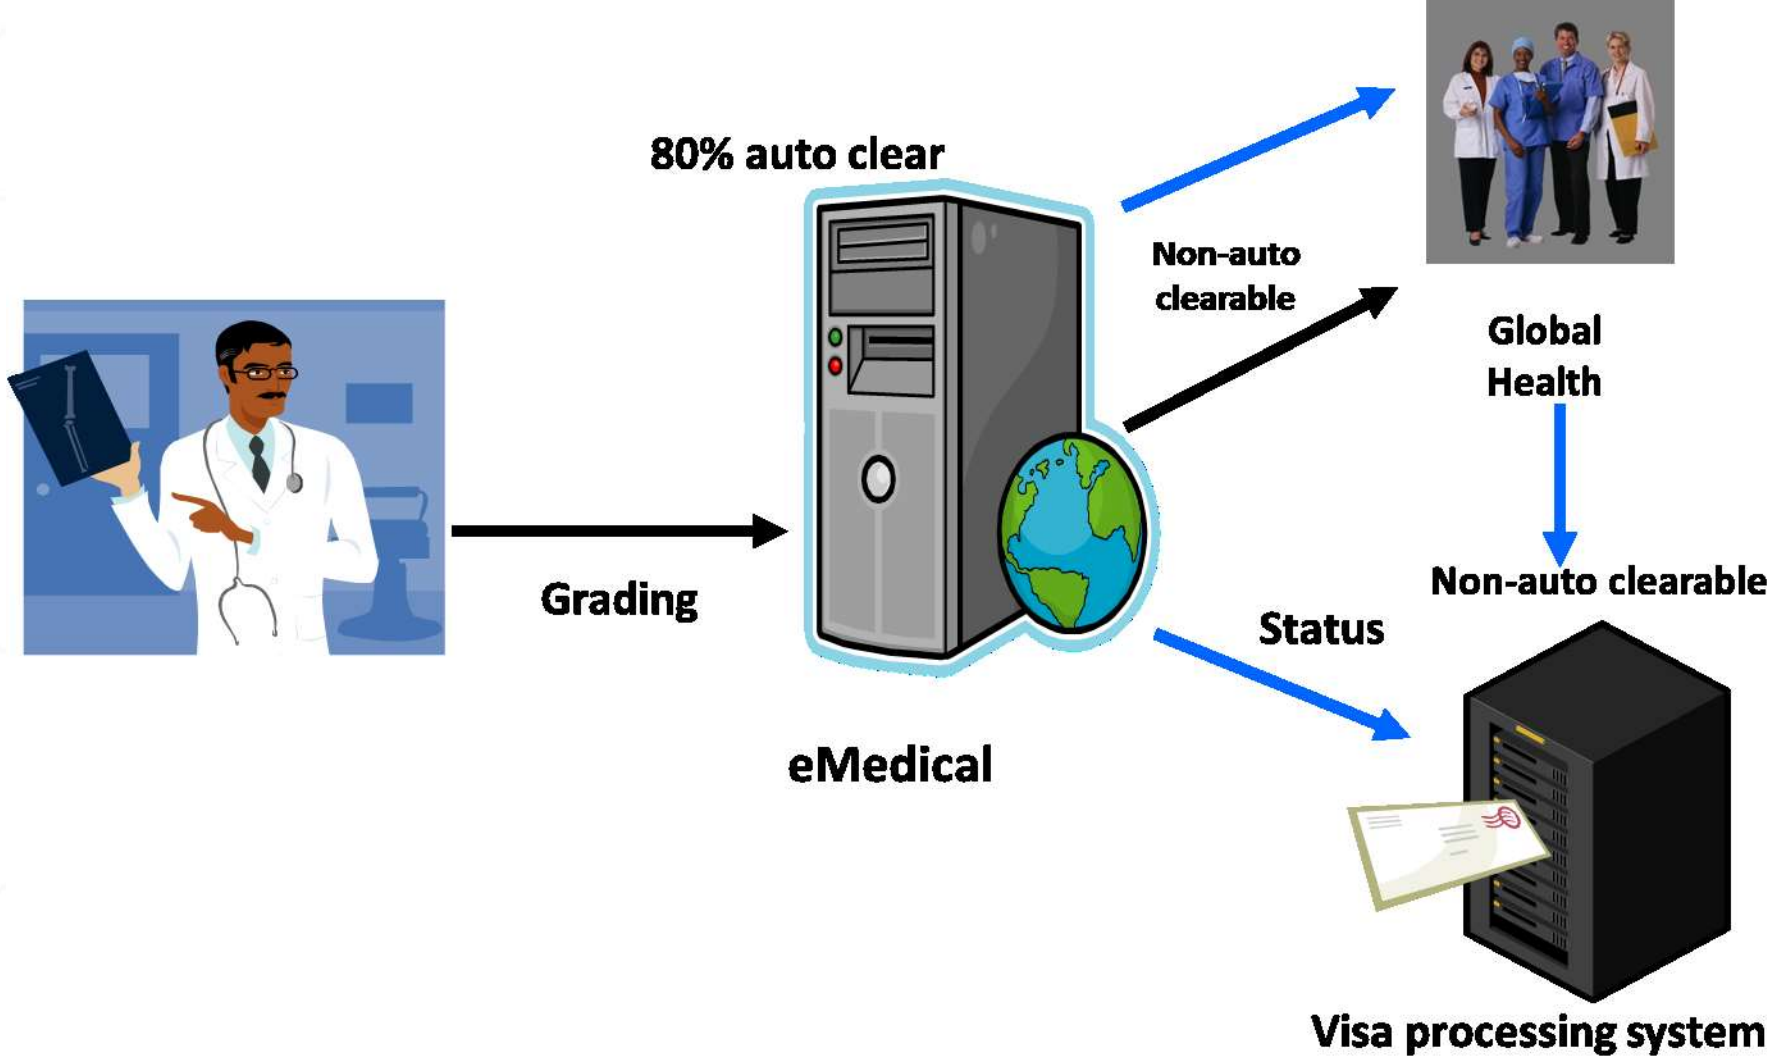 80% auto clear
Non-auto
clearable
Global
Health
Grading
Non-auto clearable
Status
eMedical
Visa processing system